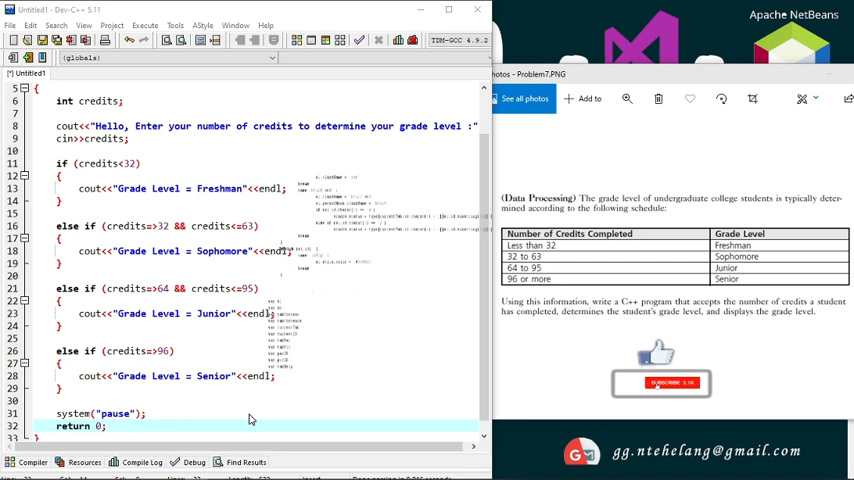 Untitled1 - Dev-C++ 5.11
File Edit Search View Project Execute Tools AStyle Window Help
TDM-GCC 4.9.2
(globals)
[*] Untitled1
5 {
6 int credits;
7
8 cout<<"Hello, Enter your number of credits to determine your grade level :"
9 cin>>credits;
10
11 if (credits<32)
12 {
13 cout<<"Grade Level = Freshman"<<endl;
14 }
15
16 else if (credits=>32 && <=63)
17 {
18 cout<<"Grade Level = Sophomore"<<endl;
19 }
20
21 else if (credits=>64 && <=95)
22 {
23 cout<<"Grade Level = Junior"<<endl;
24 }
25
26 else if (credits=>96)
27 {
28 cout<<"Grade Level = Senior"<<endl;
29 }
30
31 system("pause");
32 return 0;
33 }
Compiler Resources Compile Log Debug Find Results
Apache NetBeans
hotos - Problem7.PNG
See all photos Add to
(Data Processing) The grade level of undergraduate college students is typically deter-
mined according to the following schedule:
Number of Credits Completed Grade Level
Less than 32 Freshman
32 to 63 Sophomore
64 to 95 Junior
96 or more Senior
Using this information, write a C++ program that accepts the number of credits a student
has completed, determines the student's grade level, and displays the grade level.
SUBSCRIBE 3.1K
gg.ntehelang@gmail.com